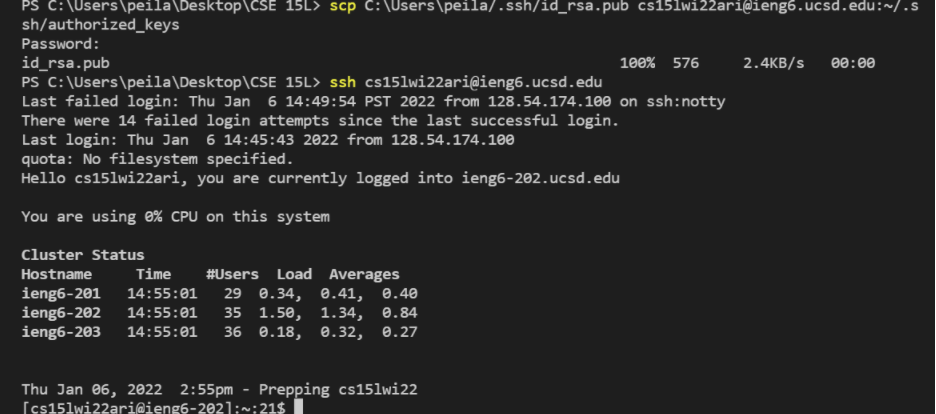 PS C:\Users\peila\Desktop\CSE 15L> scp C:\Users\peila/.ssh/id_rsa.pub cs15lwi22ari@ieng6.ucsd.edu:~/.s
sh/authorized_keys
Password:
id_rsa.pub 100% 576 2.4KB/s 00:00
PS C:\Users\peila\Desktop\CSE 15L> ssh cs15lwi22ari@ieng6.ucsd.edu
Last failed login: Thu Jan  6 14:49:54 PST 2022 from 128.54.174.100 on ssh:notty
There were 14 failed login attempts since the last successful login.
Last login: Thu Jan  6 14:45:43 2022 from 128.54.174.100
quota: No filesystem specified.
Hello cs15lwi22ari, you are currently logged into ieng6-202.ucsd.edu
You are using 0% CPU on this system
Cluster Status
Hostname Time #Users Load Averages
ieng6-201 14:55:01 29 0.34, 0.41, 0.40
ieng6-202 14:55:01 35 1.50, 1.34, 0.84
ieng6-203 14:55:01 36 0.18, 0.32, 0.27
Thu Jan 06, 2022  2:55pm - Prepping cs15lwi22
[cs15lwi22ari@ieng6-202]:~:21$